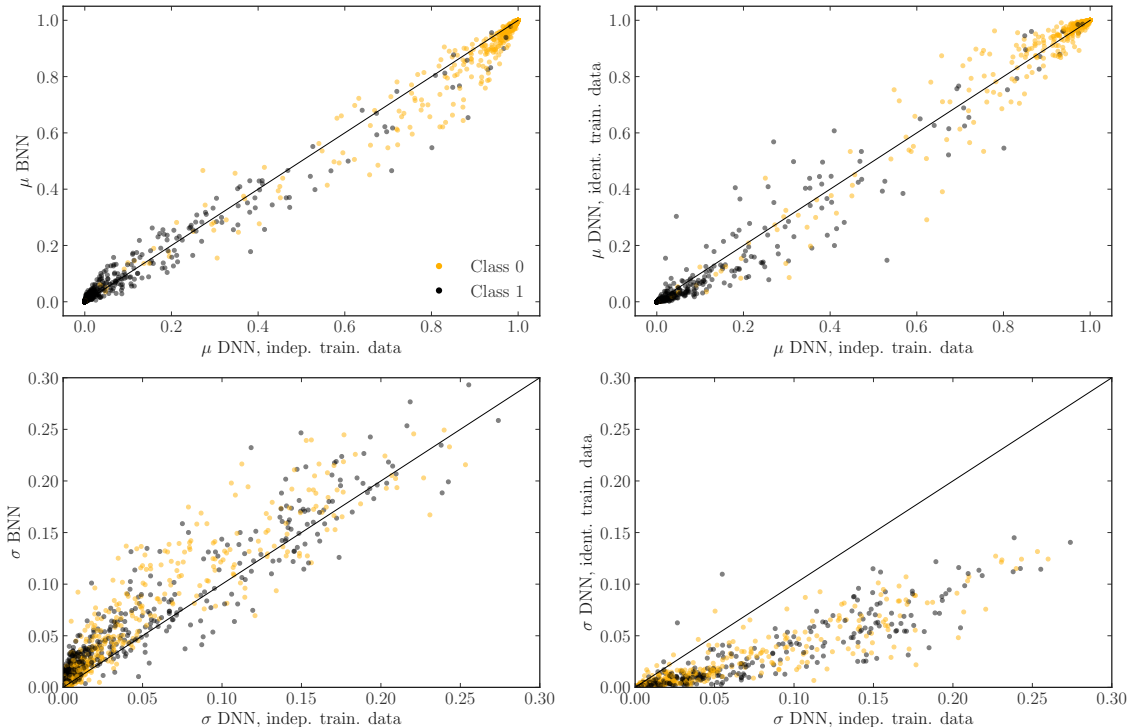 μ BNN
1.0
0.8
0.6
0.4
0.2
0.0
0.0 0.2 0.4 0.6 0.8 1.0
μ DNN, indep. train. data
Class 0
Class 1
μ DNN, ident. train. data
1.0
0.8
0.6
0.4
0.2
0.0
0.0 0.2 0.4 0.6 0.8 1.0
μ DNN, indep. train. data
σ BNN
0.30
0.25
0.20
0.15
0.10
0.05
0.00
0.00 0.05 0.10 0.15 0.20 0.25 0.30
σ DNN, indep. train. data
σ DNN, ident. train. data
0.30
0.25
0.20
0.15
0.10
0.05
0.00
0.00 0.05 0.10 0.15 0.20 0.25 0.30
σ DNN, indep. train. data